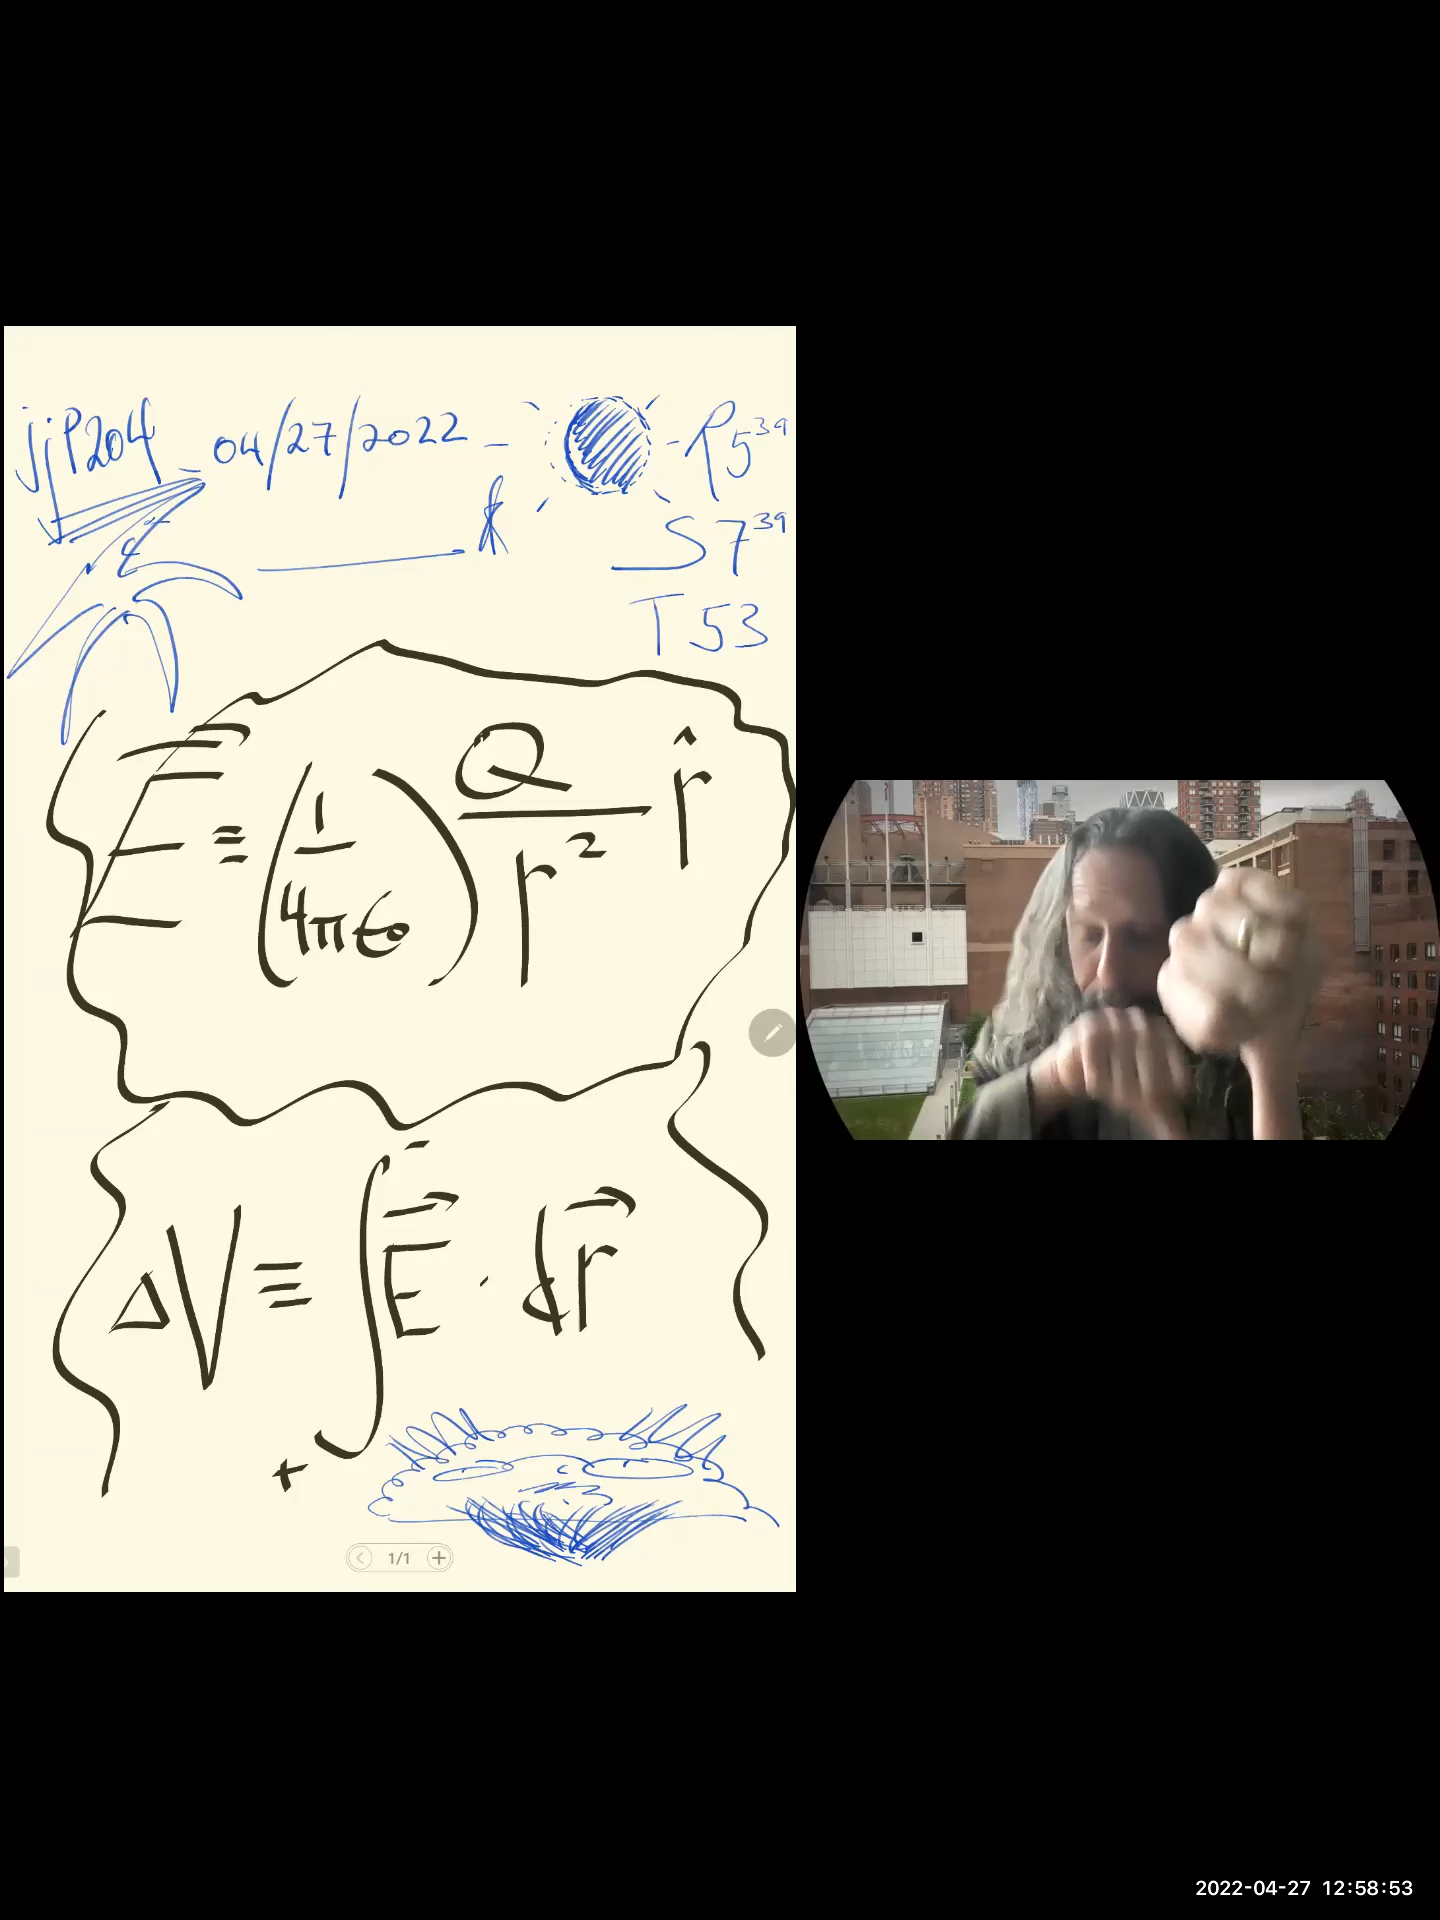 jjP204 - 04/27/2022 - R5³⁹
S7³⁹
T53
E⃗ = (1/4πϵ₀) Q/r² r̂
ΔV ≡ ∫₊⁻ E⃗ · dr⃗
1/1
2022-04-27 12:58:53